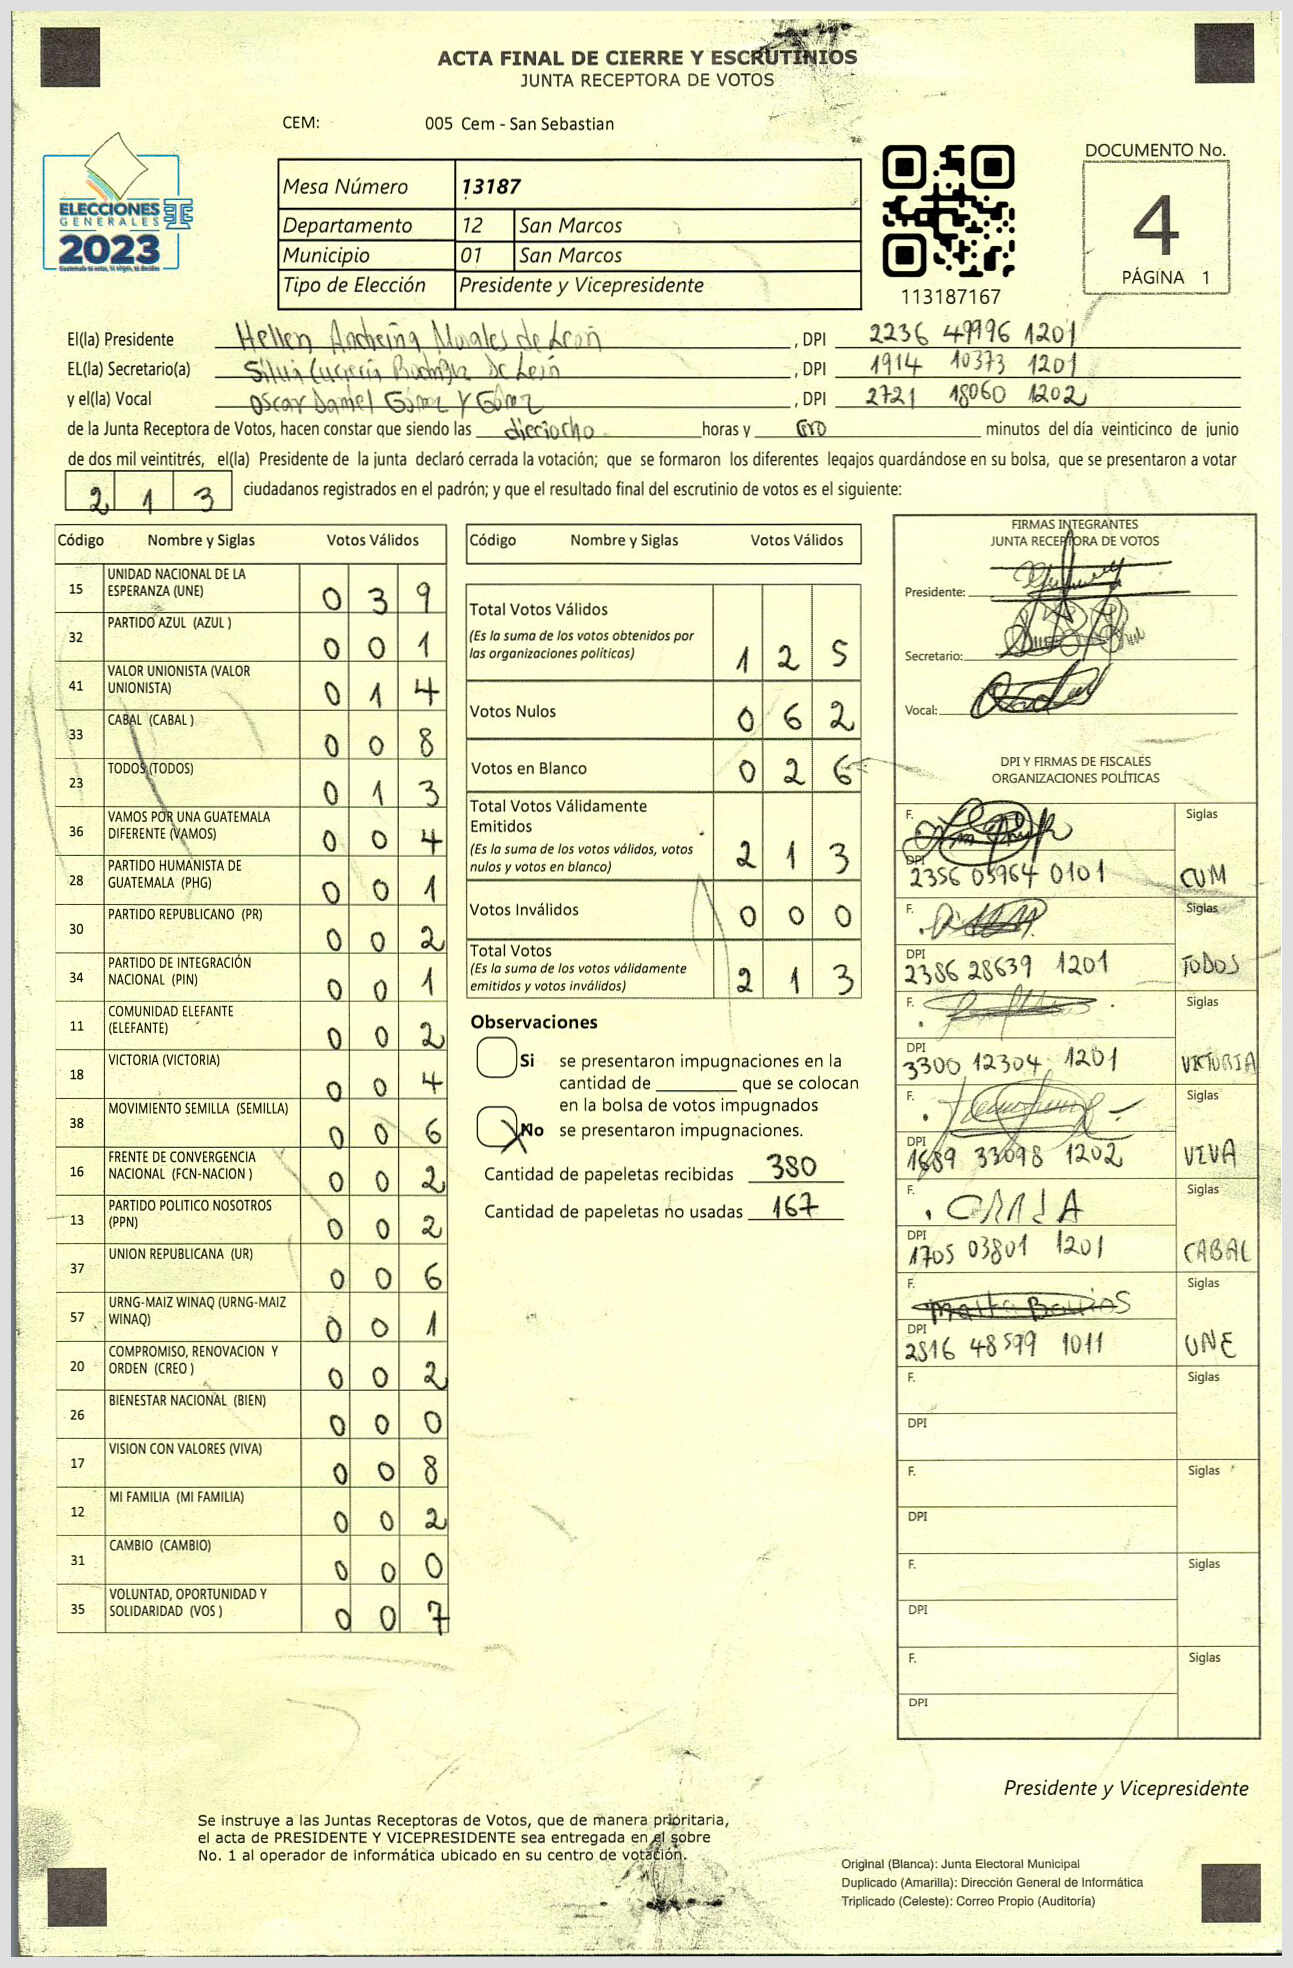 ACTA FINAL DE CIERRE Y ESCRUTINIOS
JUNTA RECEPTORA DE VOTOS
CEM: 005 Cem - San Sebastian
DOCUMENTO No.
4
PÁGINA 1
ELECCIONES
GENERALES
2023
Mesa Número 13187
Departamento 12 San Marcos
Municipio 01 San Marcos
Tipo de Elección Presidente y Vicepresidente
113187167
El(la) Presidente Hellen Morales de León, DPI 2236 49996 1201
EL(la) Secretario(a) de León, DPI 1914 10373 1201
y el(la) Vocal Oscar Daniel Gómez y Gómez, DPI 2721 18060 1202
de la Junta Receptora de Votos, hacen constar que siendo las dieciocho horas y cero minutos del día veinticinco de junio
de dos mil veintitrés, el(la) Presidente de la junta declaró cerrada la votación; que se formaron los diferentes legajos quardándose en su bolsa, que se presentaron a votar
2 1 3 ciudadanos registrados en el padrón; y que el resultado final del escrutinio de votos es el siguiente:
Código Nombre y Siglas Votos Válidos
15 UNIDAD NACIONAL DE LA
ESPERANZA (UNE) 0 3 9
32 PARTIDO AZUL (AZUL ) 0 0 1
41 VALOR UNIONISTA (VALOR
UNIONISTA) 0 1 4
33 CABAL (CABAL ) 0 0 8
23 TODOS (TODOS) 0 1 3
36 VAMOS POR UNA GUATEMALA
DIFERENTE (VAMOS) 0 0 4
28 PARTIDO HUMANISTA DE
GUATEMALA (PHG) 0 0 1
30 PARTIDO REPUBLICANO (PR) 0 0 2
34 PARTIDO DE INTEGRACIÓN
NACIONAL (PIN) 0 0 1
11 COMUNIDAD ELEFANTE
(ELEFANTE) 0 0 2
18 VICTORIA (VICTORIA) 0 0 4
38 MOVIMIENTO SEMILLA (SEMILLA) 0 0 6
16 FRENTE DE CONVERGENCIA
NACIONAL (FCN-NACION ) 0 0 2
13 PARTIDO POLITICO NOSOTROS
(PPN) 0 0 2
37 UNION REPUBLICANA (UR) 0 0 6
57 URNG-MAIZ WINAQ (URNG-MAIZ
WINAQ) 0 0 1
20 COMPROMISO, RENOVACION Y
ORDEN (CREO ) 0 0 2
26 BIENESTAR NACIONAL (BIEN) 0 0 0
17 VISION CON VALORES (VIVA) 0 0 8
12 MI FAMILIA (MI FAMILIA) 0 0 2
31 CAMBIO (CAMBIO) 0 0 0
35 VOLUNTAD, OPORTUNIDAD Y
SOLIDARIDAD (VOS ) 0 0 7
Código Nombre y Siglas Votos Válidos
Total Votos Válidos
(Es la suma de los votos obtenidos por
las organizaciones políticas) 1 2 5
Votos Nulos 0 6 2
Votos en Blanco 0 2 6
Total Votos Válidamente
Emitidos
(Es la suma de los votos válidos, votos
nulos y votos en blanco) 2 1 3
Votos Inválidos 0 0 0
Total Votos
(Es la suma de los votos válidamente
emitidos y votos inválidos) 2 1 3
Observaciones
Si se presentaron impugnaciones en la
cantidad de ________ que se colocan
en la bolsa de votos impugnados
No se presentaron impugnaciones.
Cantidad de papeletas recibidas 380
Cantidad de papeletas no usadas 167
FIRMAS INTEGRANTES
JUNTA RECEPTORA DE VOTOS
Presidente:
Secretario:
Vocal:
DPI Y FIRMAS DE FISCALES
ORGANIZACIONES POLÍTICAS
F. Siglas
DPI
2356 05964 0101 CUM
F. Siglas
DPI
2386 28639 1201 TODOS
F. Siglas
DPI
3300 12304 1201 VICTORIA
F. Siglas
DPI
1689 33098 1202 VIVA
F. Siglas
DPI
1705 03801 1201 CABAL
F. Marta Barrios Siglas
DPI
2816 48599 1011 UNE
F. Siglas
DPI
F. Siglas
DPI
F. Siglas
DPI
F. Siglas
DPI
Presidente y Vicepresidente
Se instruye a las Juntas Receptoras de Votos, que de manera prioritaria,
el acta de PRESIDENTE Y VICEPRESIDENTE sea entregada en el sobre
No. 1 al operador de informática ubicado en su centro de votación.
Original (Blanca): Junta Electoral Municipal
Duplicado (Amarilla): Dirección General de Informática
Triplicado (Celeste): Correo Propio (Auditoría)